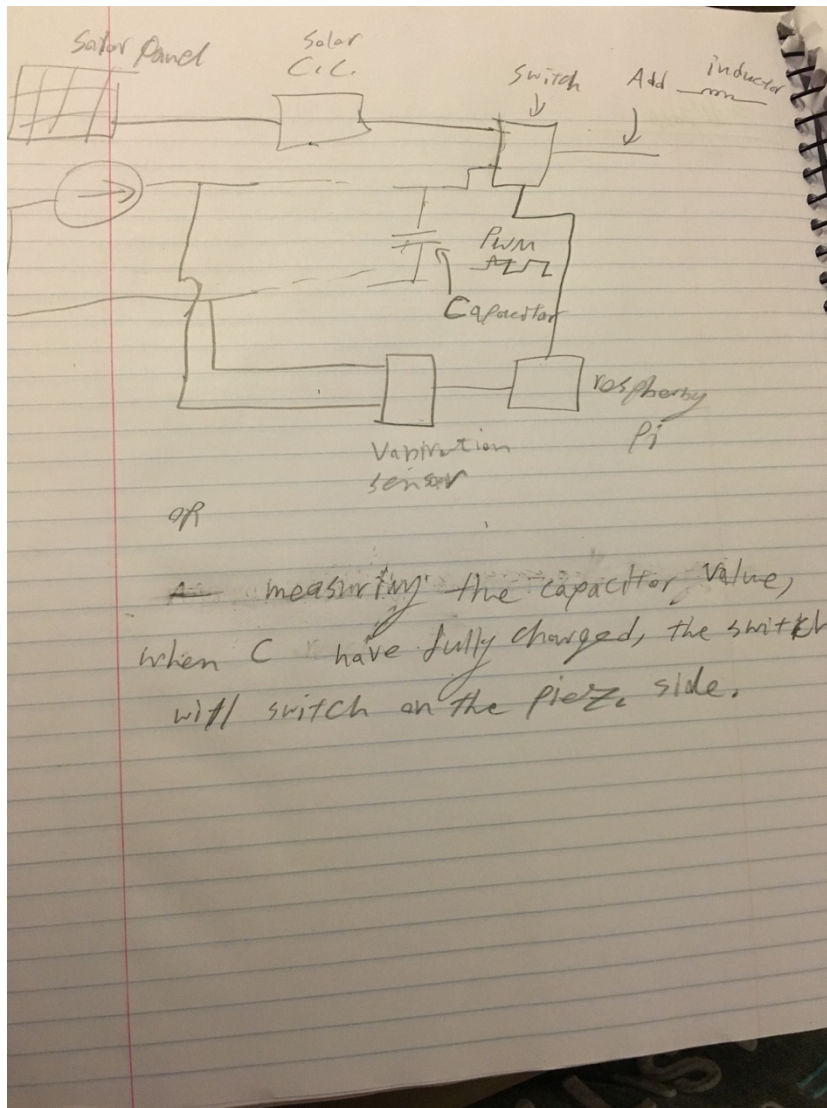 Solar Panel
Solar
C.C.
Switch
Add
inductor
PWM
Capacitor
raspberry
Pi
Vabiration
sensor
OR
measuring the capacitor value,
when C have fully charged, the switch
will switch on the piezo side.